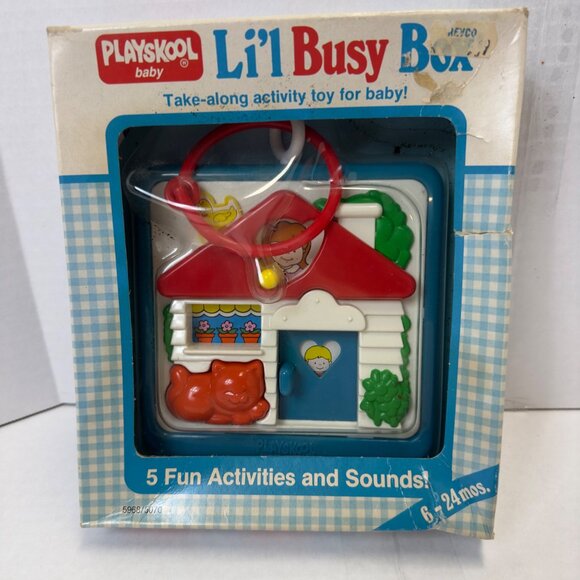 PLAYSKOOL®
baby
Li'l Busy Box
Take-along activity toy for baby!
PLAYSKOOL
5 Fun Activities and Sounds!
6-24 mos.